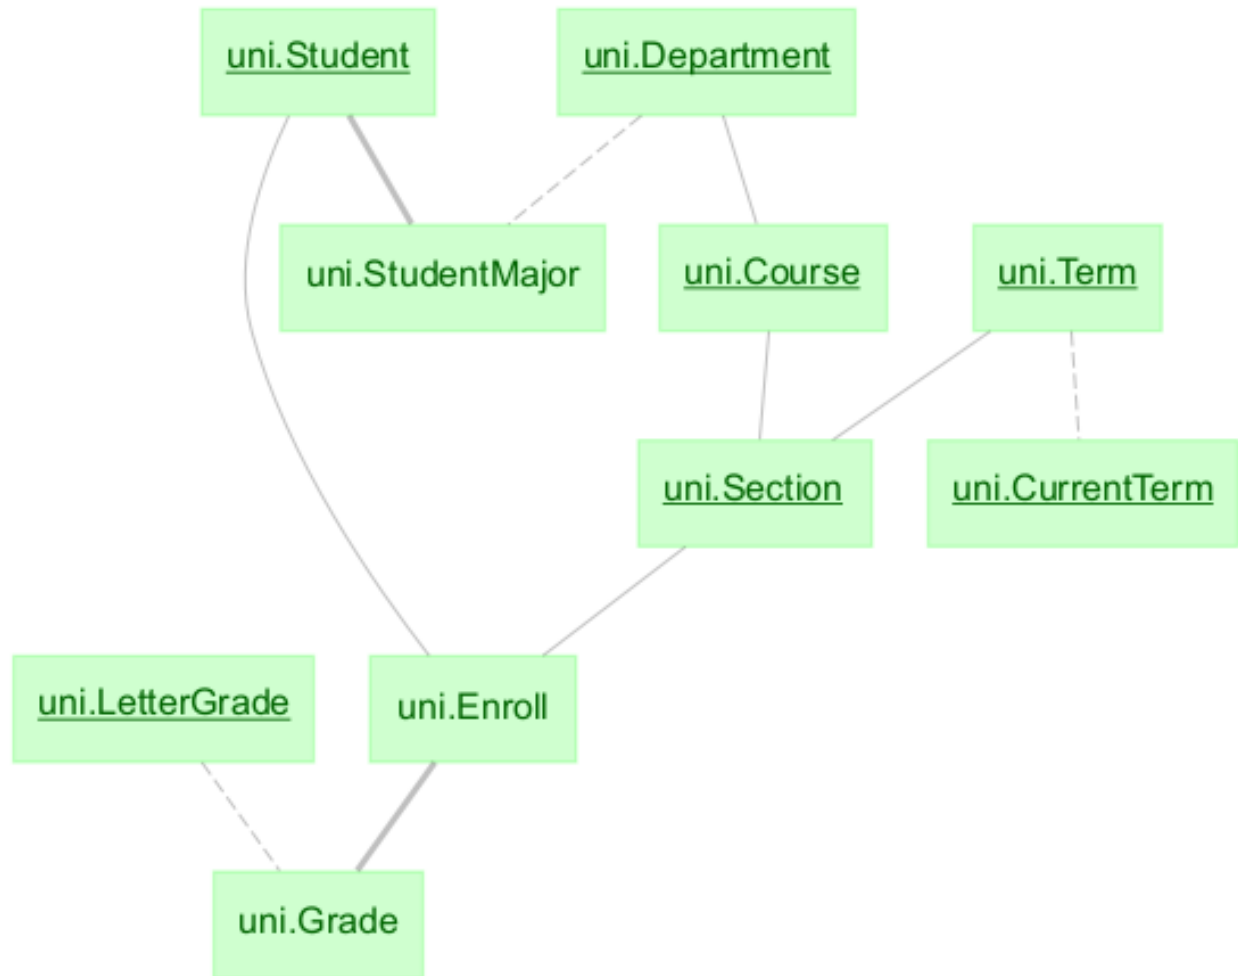 uni.Student
uni.Department
uni.StudentMajor
uni.Course
uni.Term
uni.Section
uni.CurrentTerm
uni.LetterGrade
uni.Enroll
uni.Grade